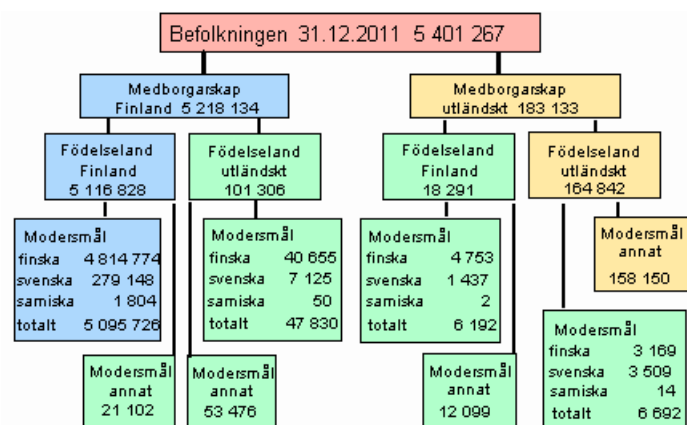 Befolkningen 31.12.2011 5 401 267
Medborgarskap
Finland 5 218 134
Medborgarskap
utländskt 183 133
Födelseland
Finland
5 116 828
Födelseland
utländskt
101 306
Födelseland
Finland
18 291
Födelseland
utländskt
164 842
Modersmål
finska 4 814 774
svenska 279 148
samiska 1 804
totalt 5 095 726
Modersmål
finska 40 655
svenska 7 125
samiska 50
totalt 47 830
Modersmål
finska 4 753
svenska 1 437
samiska 2
totalt 6 192
Modersmål
annat
158 150
Modersmål
annat
21 102
Modersmål
annat
53 476
Modersmål
annat
12 099
Modersmål
finska 3 169
svenska 3 509
samiska 14
totalt 6 692